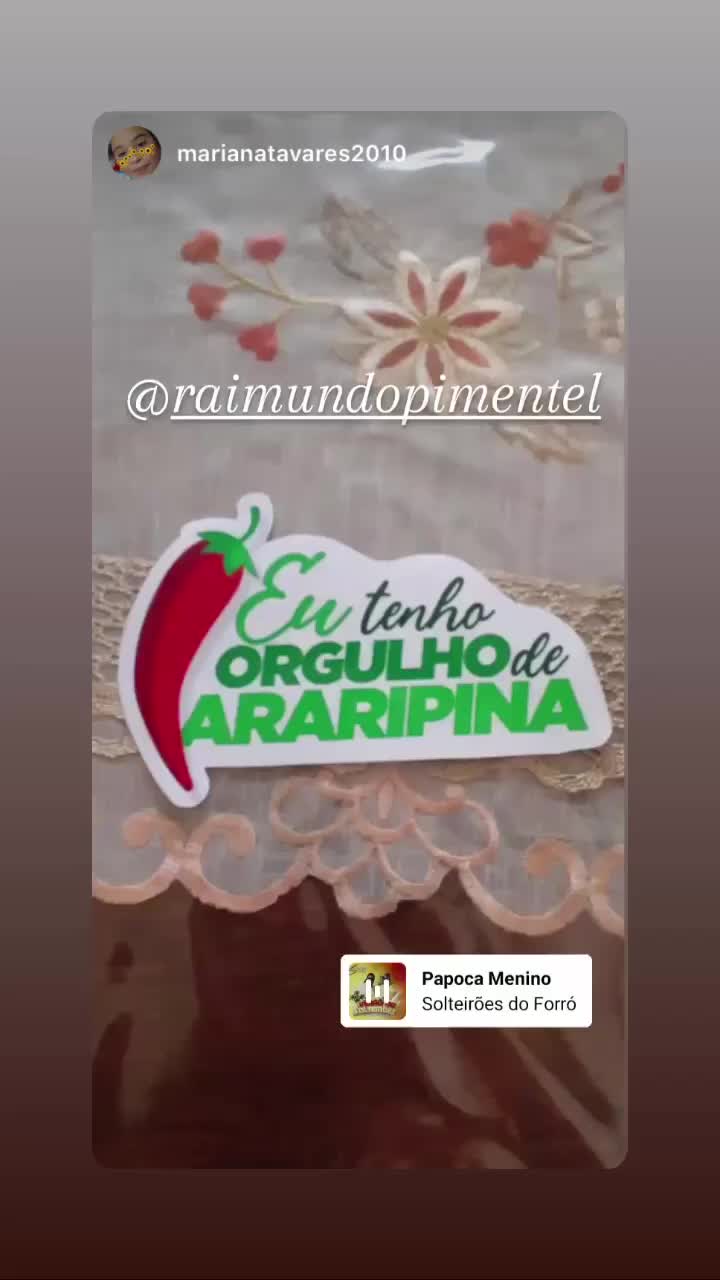 marianatavares2010
@raimundopimentel
Eu tenho
ORGULHO de
ARARIPINA
Papoca Menino
Solteirões do Forró